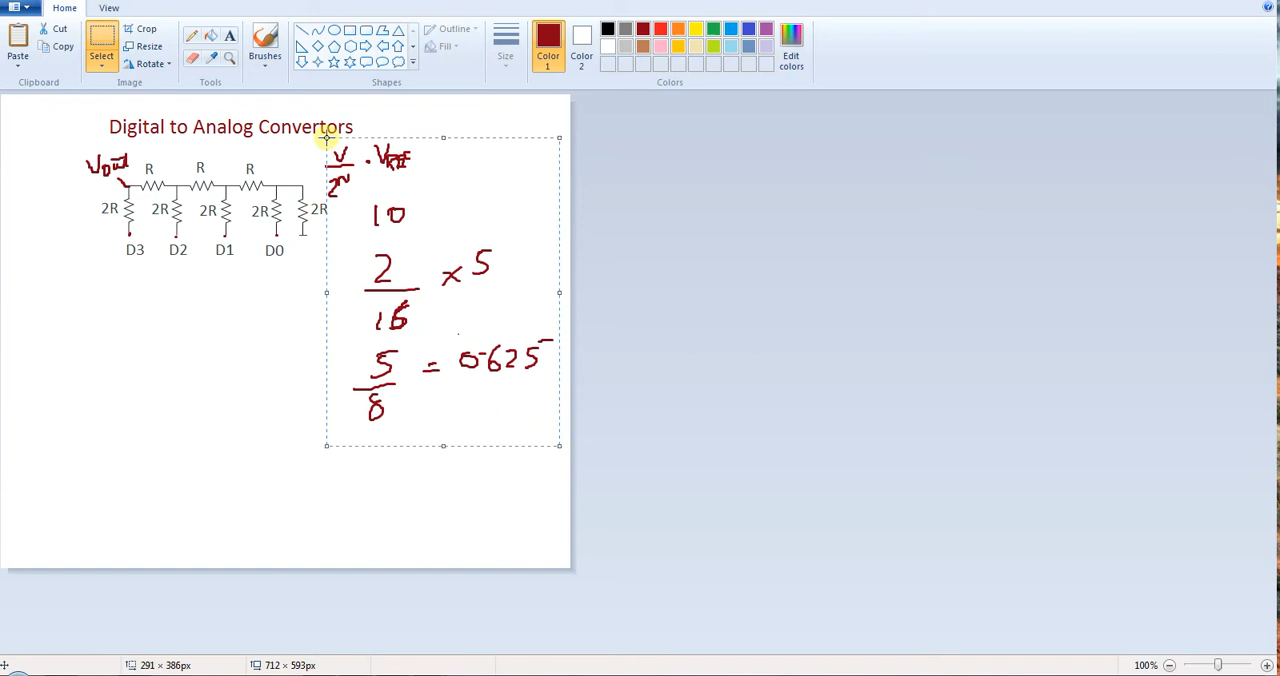 Home View
Paste
Cut
Copy
Clipboard
Select
Crop
Resize
Rotate
Image
A
Tools
Brushes
Shapes
Outline
Fill
Size
Color 1
Color 2
Edit colors
Colors
Digital to Analog Convertors
VOUT
R R R
2R 2R 2R 2R 2R
D3 D2 D1 D0
V
2^N
. VREF
10
2
16
× 5
5
8
= 0.625
291 × 386px
712 × 593px
100%